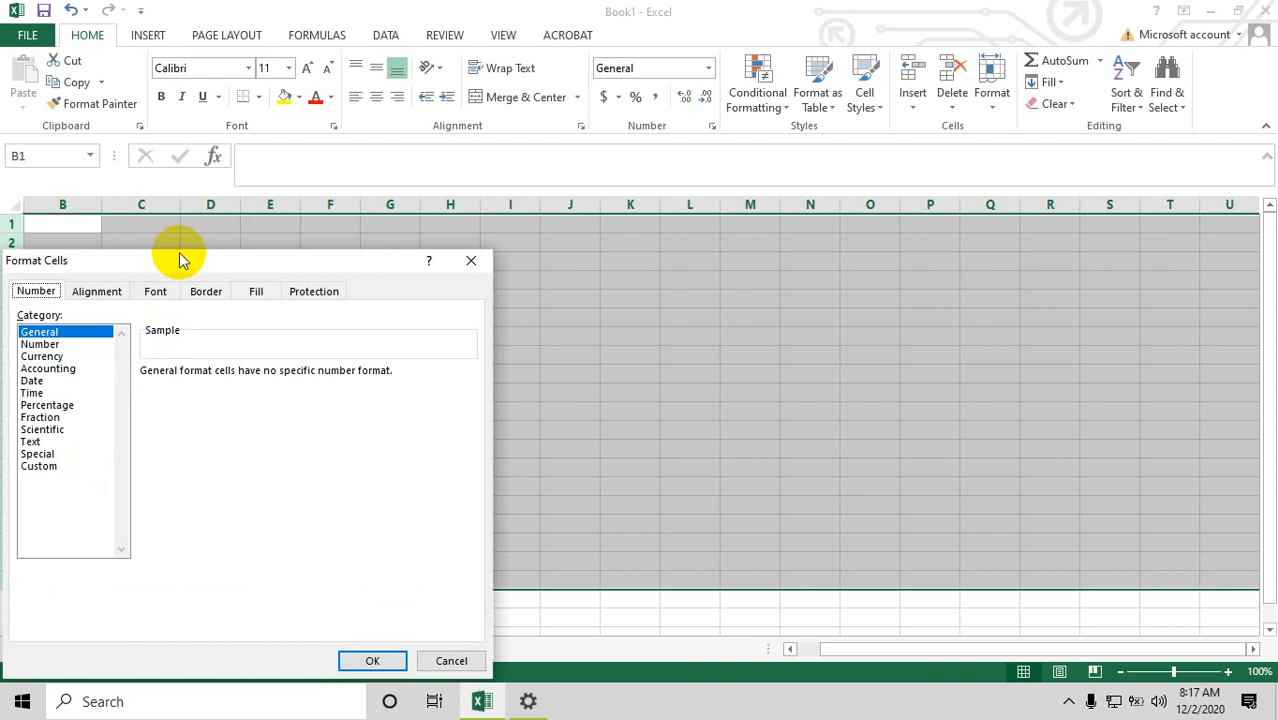 Book1 - Excel
?
FILE HOME INSERT PAGE LAYOUT FORMULAS DATA REVIEW VIEW ACROBAT Microsoft account
Cut Calibri 11 Wrap Text General AutoSum
Copy Fill
Paste Format Painter B I U Merge & Center $ % , Conditional Formatting Format as Table Cell Styles Insert Delete Format Clear Sort & Filter Find & Select
Clipboard Font Alignment Number Styles Cells Editing
B1 fx
B C D E F G H I J K L M N O P Q R S T U
1
2
Format Cells ?
Number Alignment Font Border Fill Protection
Category:
General Sample
Number
Currency
Accounting General format cells have no specific number format.
Date
Time
Percentage
Fraction
Scientific
Text
Special
Custom
OK Cancel
100%
Search 8:17 AM
12/2/2020